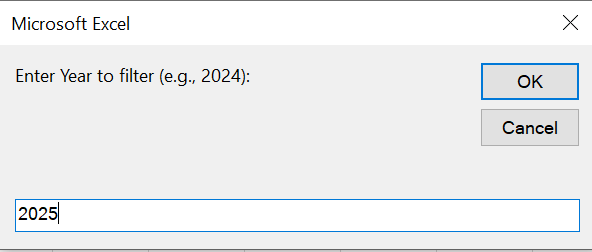 Microsoft Excel
Enter Year to filter (e.g., 2024):
OK
Cancel
2025